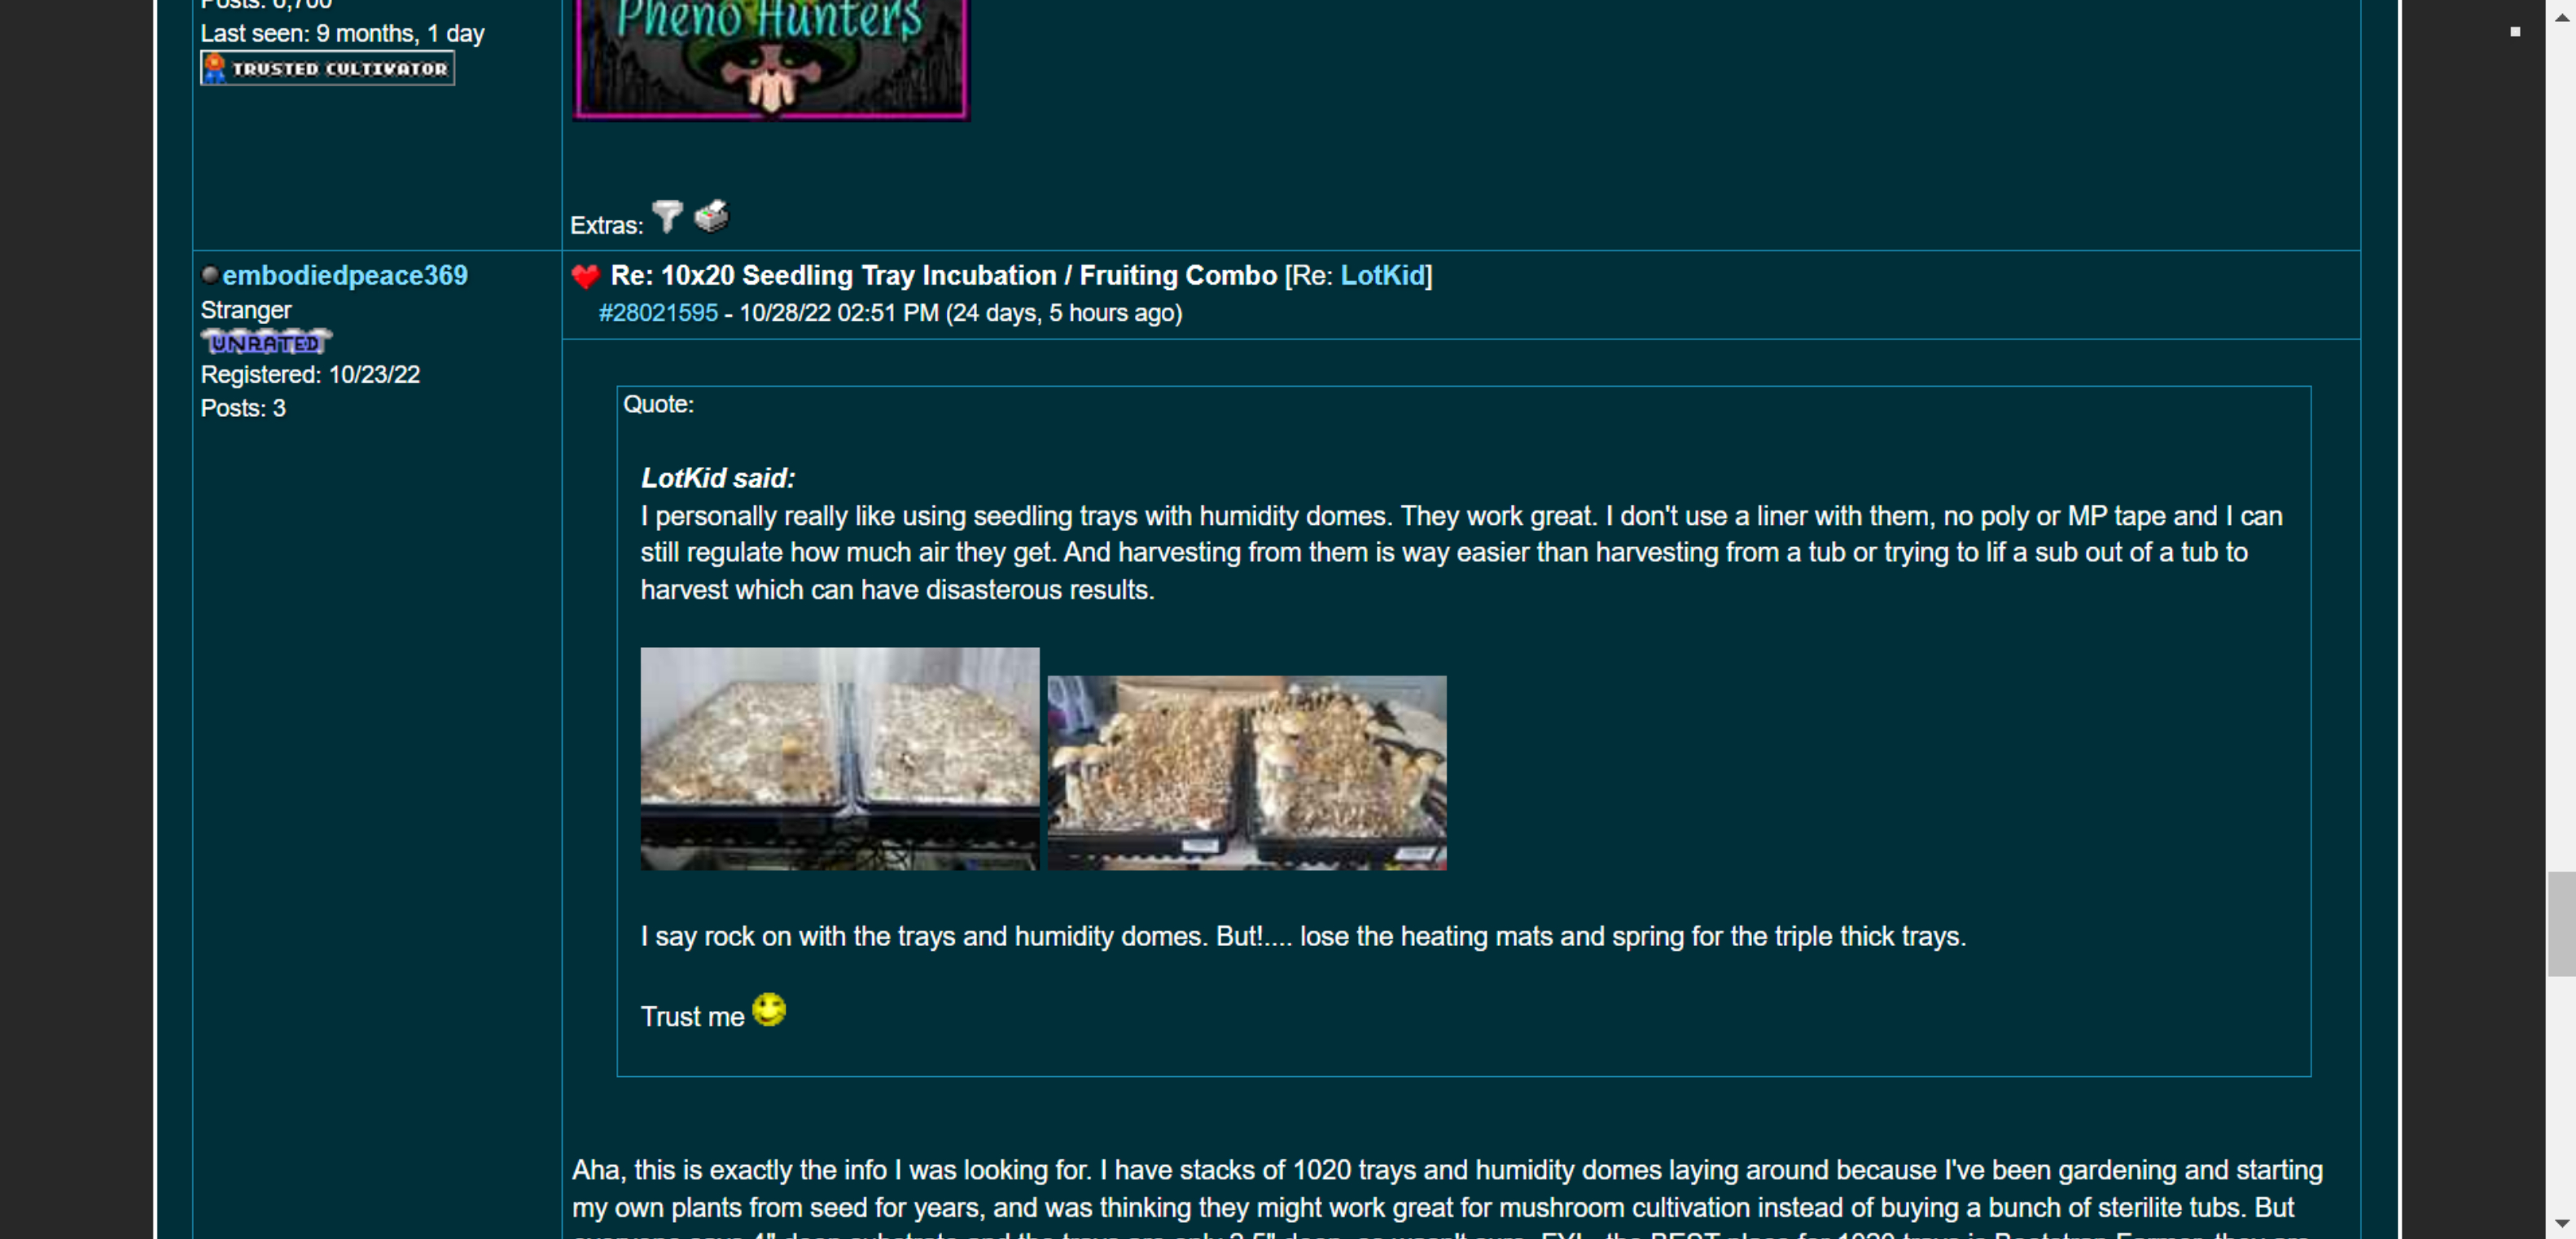 Posts: 6,700
Last seen: 9 months, 1 day
TRUSTED CULTIVATOR
Pheno Hunters
Extras:
embodiedpeace369
Stranger
UNRATED
Registered: 10/23/22
Posts: 3
Re: 10x20 Seedling Tray Incubation / Fruiting Combo [Re: LotKid]
#28021595 - 10/28/22 02:51 PM (24 days, 5 hours ago)
Quote:
LotKid said:
I personally really like using seedling trays with humidity domes. They work great. I don't use a liner with them, no poly or MP tape and I can
still regulate how much air they get. And harvesting from them is way easier than harvesting from a tub or trying to lif a sub out of a tub to
harvest which can have disasterous results.
I say rock on with the trays and humidity domes. But!.... lose the heating mats and spring for the triple thick trays.
Trust me
Aha, this is exactly the info I was looking for. I have stacks of 1020 trays and humidity domes laying around because I've been gardening and starting
my own plants from seed for years, and was thinking they might work great for mushroom cultivation instead of buying a bunch of sterilite tubs. But